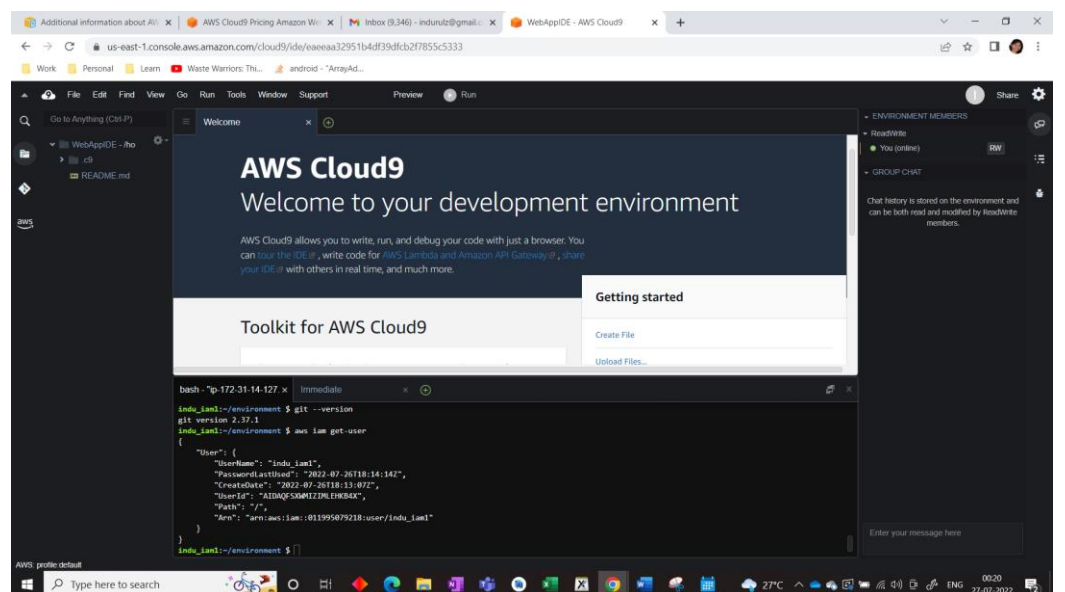 Additional information about AW
AWS Cloud9 Pricing Amazon We
Inbox (9,346) - indurulz@gmail.c
WebAppIDE - AWS Cloud9
us-east-1.console.aws.amazon.com/cloud9/ide/eaeeaa32951b4df39dfcb2f7855c5333
Work
Personal
Learn
Waste Warriors: Thi...
android - "ArrayAd...
File Edit Find View Go Run Tools Window Support Preview Run
Share
Go to Anything (Ctrl-P)
WebAppIDE - /ho
c9
README.md
aws
Welcome
AWS Cloud9
Welcome to your development environment
AWS Cloud9 allows you to write, run, and debug your code with just a browser. You
can tour the IDE , write code for AWS Lambda and Amazon API Gateway , share
your IDE with others in real time, and much more.
Getting started
Create File
Upload Files...
Toolkit for AWS Cloud9
ENVIRONMENT MEMBERS
ReadWrite
You (online) RW
GROUP CHAT
Chat history is stored on the environment and
can be both read and modified by ReadWrite
members.
Enter your message here
bash - "ip-172-31-14-127.
Immediate
indu_iam1:~/environment $ git --version
git version 2.37.1
indu_iam1:~/environment $ aws iam get-user
{
"User": {
"UserName": "indu_iam1",
"PasswordLastUsed": "2022-07-26T18:14:14Z",
"CreateDate": "2022-07-26T18:13:07Z",
"UserId": "AIDAQFSXWMIZIMLEHKB4X",
"Path": "/",
"Arn": "arn:aws:iam::011995079218:user/indu_iam1"
}
}
indu_iam1:~/environment $
AWS: profile:default
Type here to search
27°C
ENG
00:20
27-07-2022